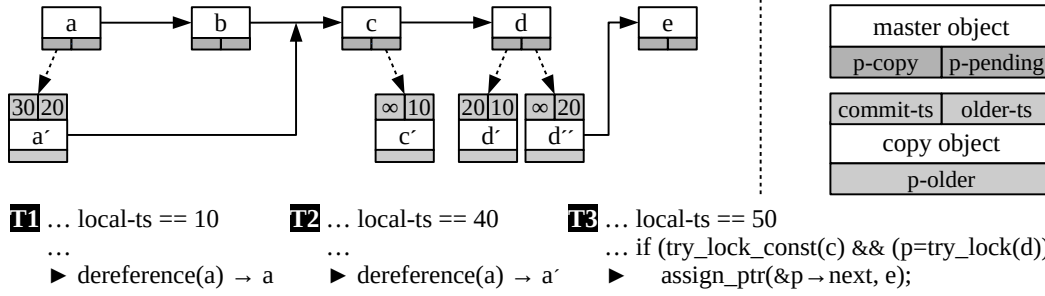 a b c d e
master object
p-copy p-pending
30 20 ∞ 10 20 10 ∞ 20
commit-ts older-ts
a´ c´ d´ d´´
copy object
p-older
T1 … local-ts == 10 T2 … local-ts == 40 T3 … local-ts == 50
… … … if (try_lock_const(c) && (p=try_lock(d))
► dereference(a) → a ► dereference(a) → a´ ► assign_ptr(&p→next, e);